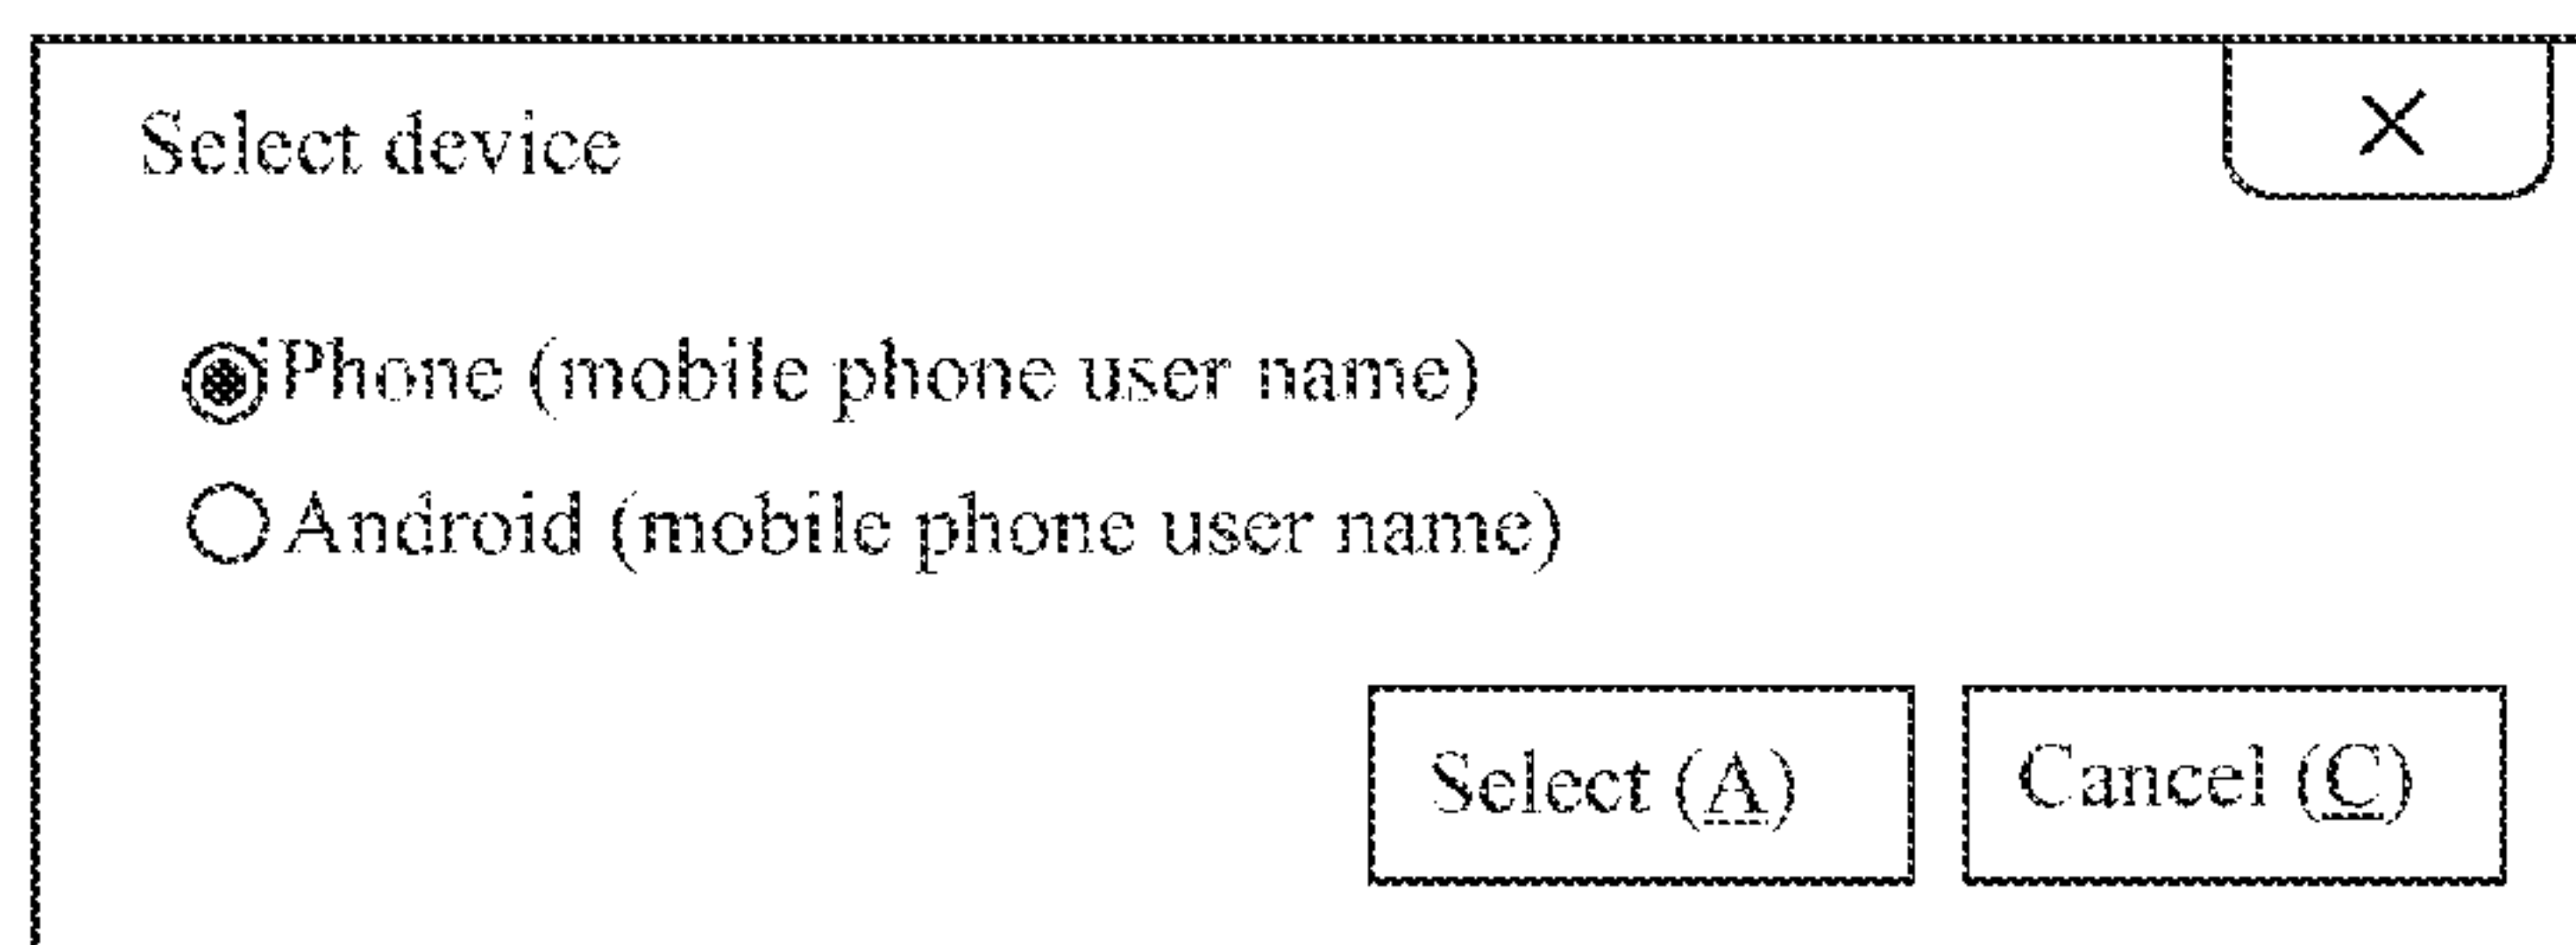 Select device
×
iPhone (mobile phone user name)
Android (mobile phone user name)
Select (A)
Cancel (C)